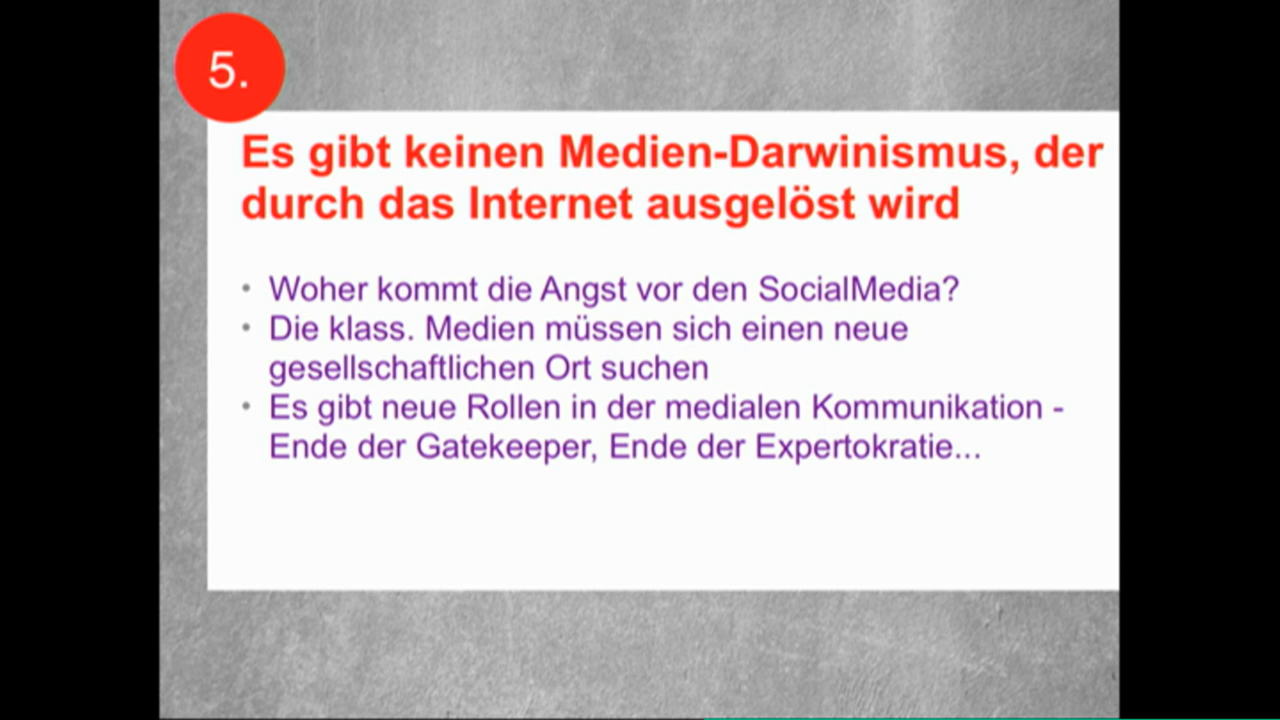 5.
Es gibt keinen Medien-Darwinismus, der
durch das Internet ausgelöst wird
• Woher kommt die Angst vor den SocialMedia?
• Die klass. Medien müssen sich einen neue
gesellschaftlichen Ort suchen
• Es gibt neue Rollen in der medialen Kommunikation -
Ende der Gatekeeper, Ende der Expertokratie...